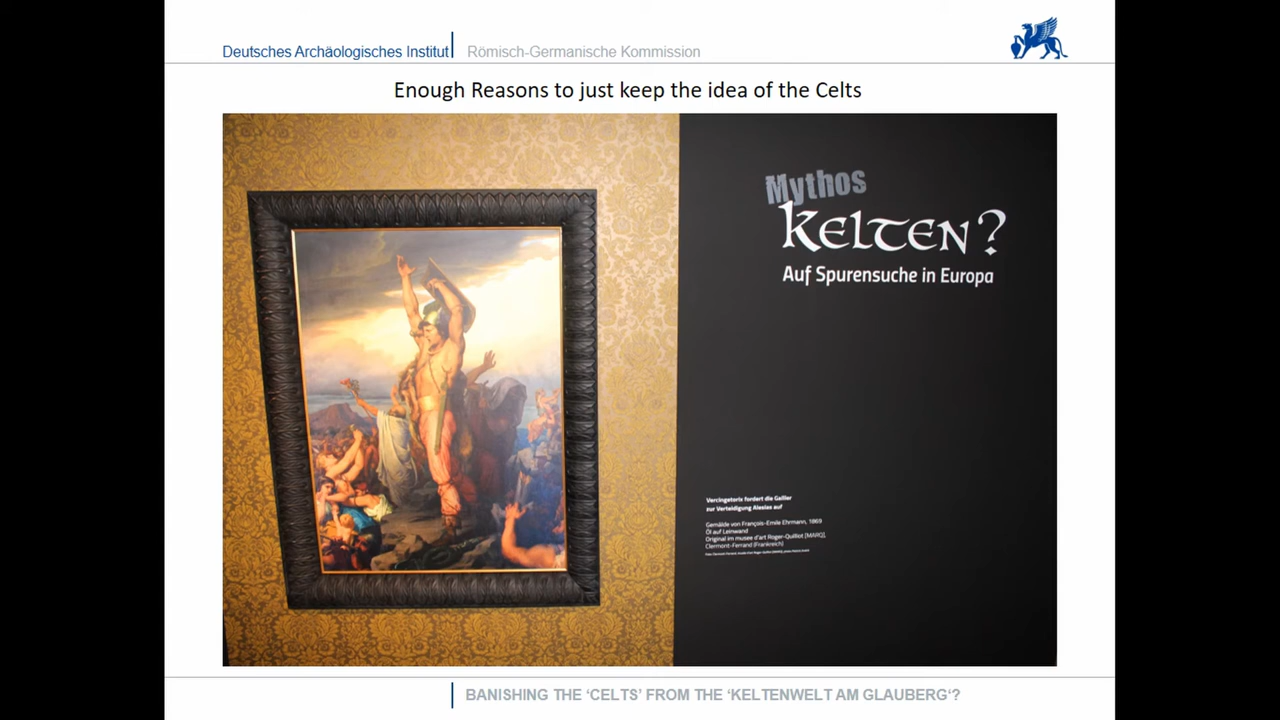 Deutsches Archäologisches Institut Römisch-Germanische Kommission
Enough Reasons to just keep the idea of the Celts
Mythos
KELTEN?
Auf Spurensuche in Europa
Vercingetorix fordert die Gallier
zur Verteidigung Alesias auf
Gemälde von François-Emile Ehrmann, 1869
Öl auf Leinwand
Original im musee d'art Roger-Quilliot [MARQ],
Clermont-Ferrand (Frankreich)
BANISHING THE ‘CELTS’ FROM THE ‘KELTENWELT AM GLAUBERG‘?